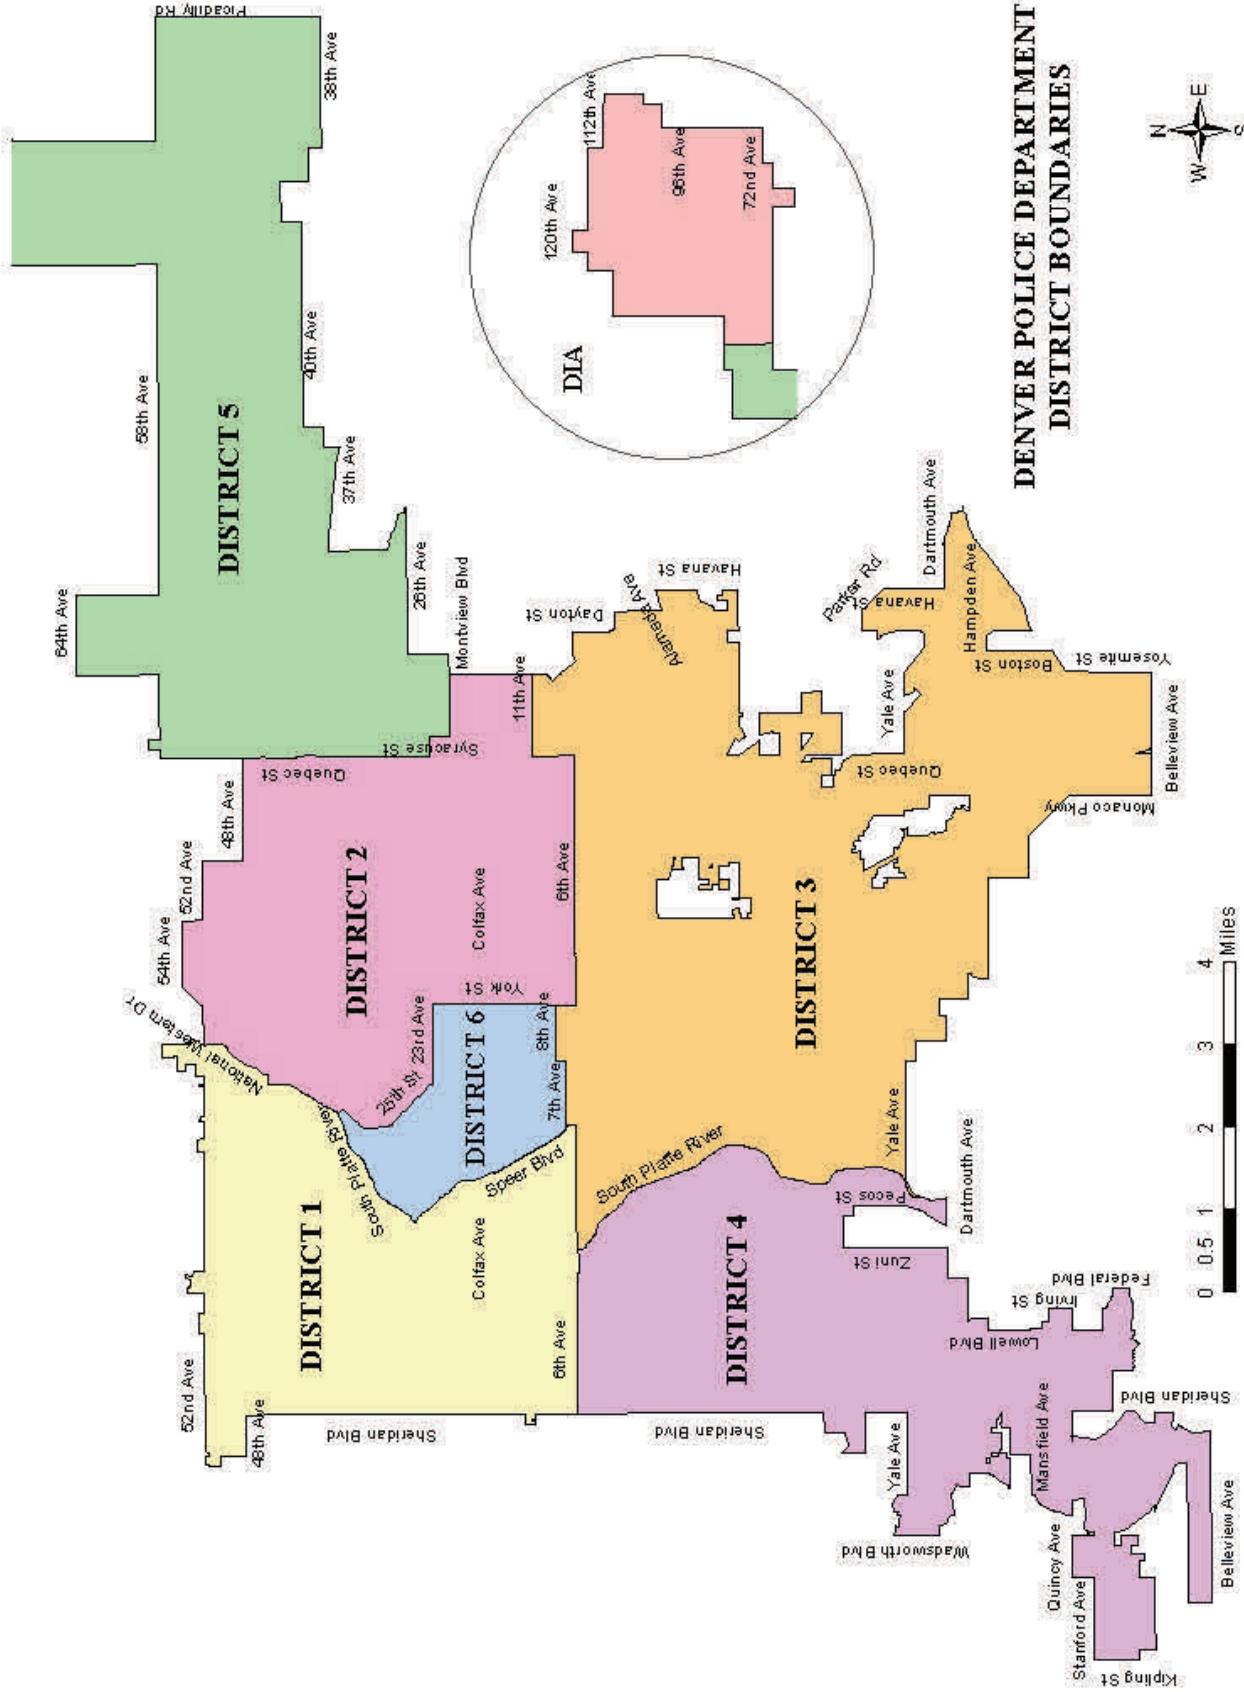 DENVER POLICE DEPARTMENT
DISTRICT BOUNDARIES
N
W
E
S
DIA
120th Ave
112th Ave
96th Ave
72nd Ave
Picadilly Rd
38th Ave
64th Ave
58th Ave
40th Ave
DISTRICT 5
37th Ave
26th Ave
Montview Blvd
Syracuse St
Quebec St
48th Ave
52nd Ave
54th Ave
National Western Dr
DISTRICT 2
Colfax Ave
11th Ave
6th Ave
York St
23rd Ave
25th St
DISTRICT 6
8th Ave
7th Ave
Speer Blvd
South Platte River
52nd Ave
48th Ave
DISTRICT 1
Colfax Ave
6th Ave
Sheridan Blvd
Dayton St
Alameda Ave
Havana St
DISTRICT 3
Parker Rd
Havana St
Dartmouth Ave
Hampden Ave
Yale Ave
Quebec St
Boston St
Yosemite St
Belleview Ave
Monaco Pkwy
Yale Ave
Dartmouth Ave
South Platte River
Pecos St
Zuni St
DISTRICT 4
Sheridan Blvd
Lowell Blvd
Irving St
Federal Blvd
Yale Ave
Wadsworth Blvd
Mansfield Ave
Sheridan Blvd
Quincy Ave
Stanford Ave
Kipling St
Belleview Ave
0 0.5 1 2 3 4
Miles